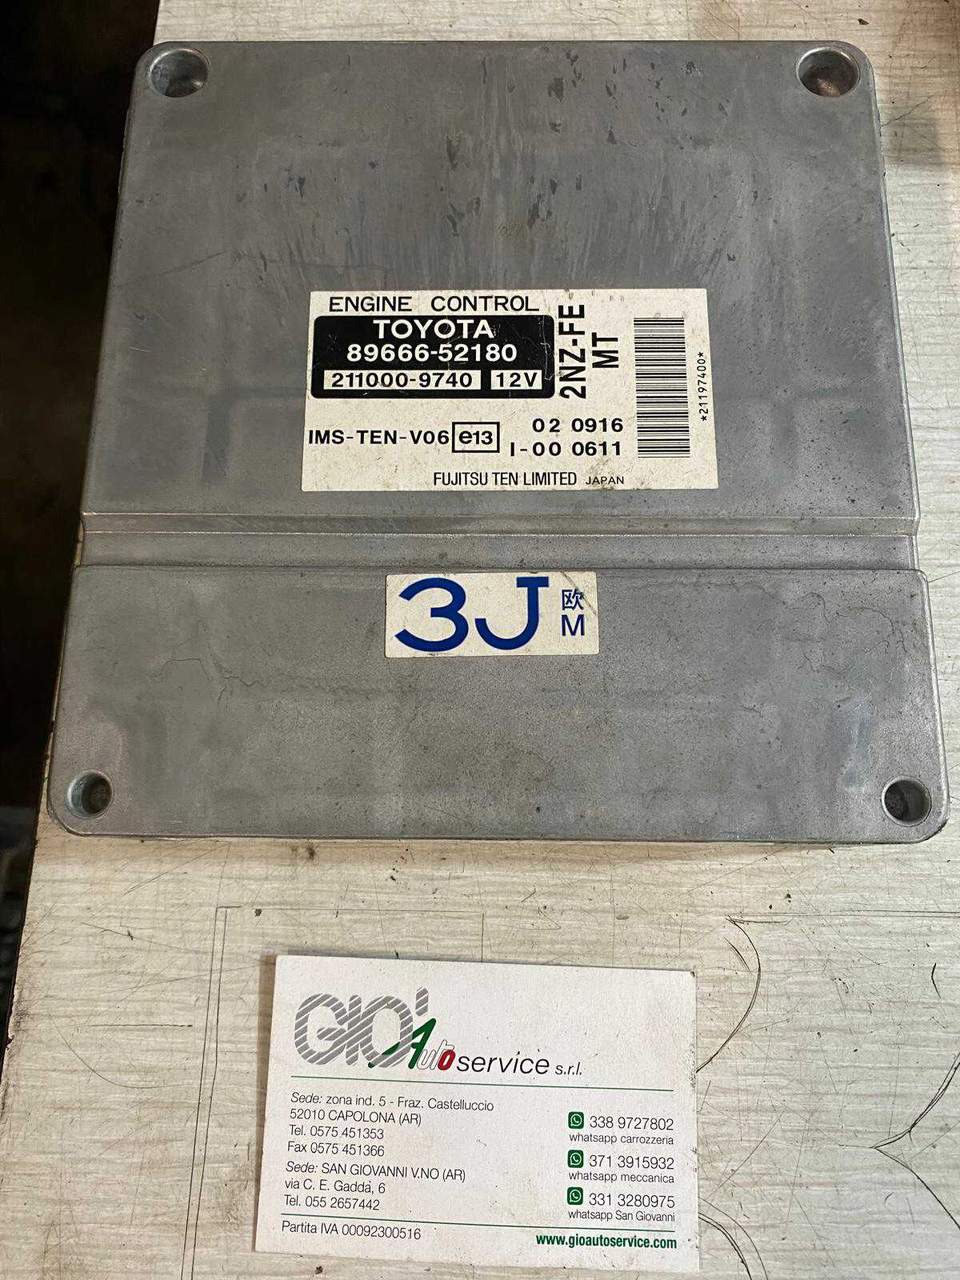 ENGINE CONTROL
TOYOTA
89666-52180
211000-9740 12V
2NZ-FE
MT
*21197400*
IMS-TEN-V06 e13 02 0916
I-00 0611
FUJITSU TEN LIMITED JAPAN
3J 欧
M
GIO'
Autoservice s.r.l.
Sede: zona ind. 5 - Fraz. Castelluccio
52010 CAPOLONA (AR)
Tel. 0575 451353
Fax 0575 451366
Sede: SAN GIOVANNI V.NO (AR)
via C. E. Gadda, 6
Tel. 055 2657442
Partita IVA 00092300516
338 9727802
whatsapp carrozzeria
371 3915932
whatsapp meccanica
331 3280975
whatsapp San Giovanni
www.gioautoservice.com